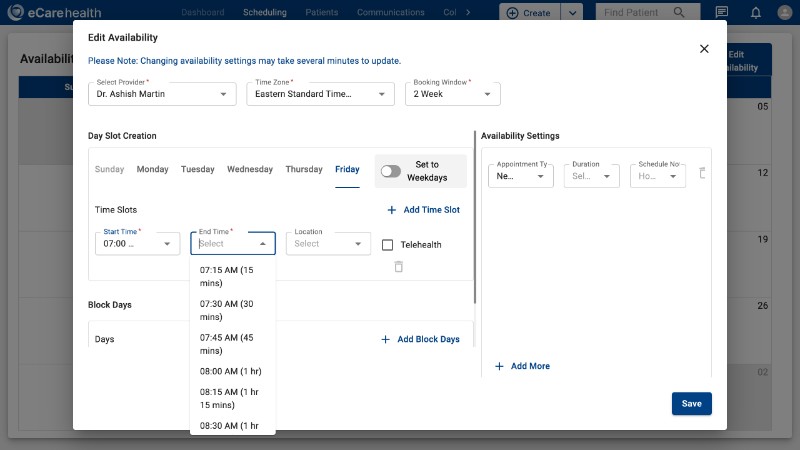 eCarehealth
Dashboard Scheduling Patients Communications Col
Create
Find Patient
Availability
Edit
Su
05
12
19
26
02
Edit Availability
Please Note: Changing availability settings may take several minutes to update.
Select Provider *
Dr. Ashish Martin
Time Zone *
Eastern Standard Time...
Booking Window *
2 Week
Day Slot Creation
Sunday Monday Tuesday Wednesday Thursday Friday
Set to
Weekdays
Time Slots
Add Time Slot
Start Time *
07:00 ...
End Time *
Select
Location
Select
Telehealth
07:15 AM (15
mins)
07:30 AM (30
mins)
07:45 AM (45
mins)
08:00 AM (1 hr)
08:15 AM (1 hr
15 mins)
08:30 AM (1 hr
Block Days
Days
Add Block Days
Availability Settings
Appointment Ty
Ne...
Duration
Sel...
Schedule No
Ho...
Add More
Save